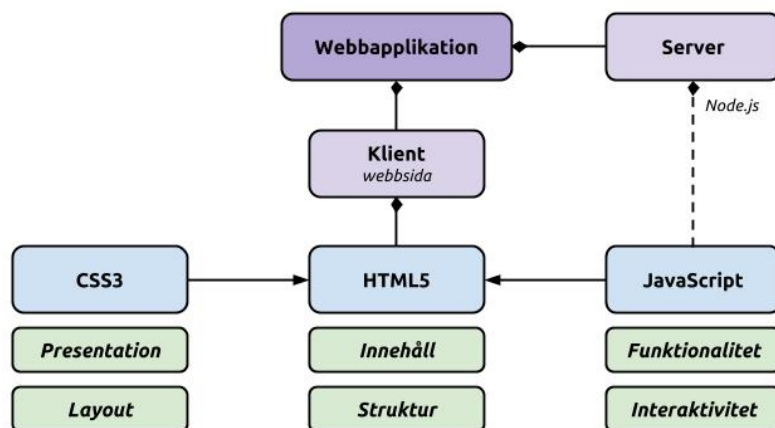 Webbapplikation
Server
Node.js
Klient
webbsida
CSS3
HTML5
JavaScript
Presentation
Innehåll
Funktionalitet
Layout
Struktur
Interaktivitet